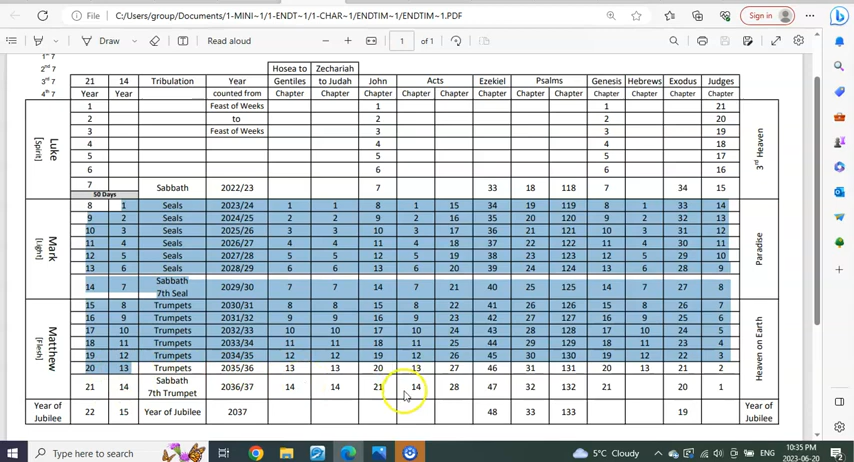 File
C:/Users/group/Documents/1-MINI~1/1-ENDT~1/1-CHAR~1/ENDTIM~1/ENDTIM~1.PDF
Sign in
Draw
Read aloud
1 of 1
1st 7
2nd 7 Hosea to Zechariah
3rd 7 21 14 Tribulation Year Gentiles to Judah John Acts Ezekiel Psalms Genesis Hebrews Exodus Judges
4th 7 Year Year counted from Chapter Chapter Chapter Chapter Chapter Chapter Chapter Chapter Chapter Chapter Chapter Chapter
Luke [Spirit]
1 Feast of Weeks 1 1 21
2 to 2 2 20
3 Feast of Weeks 3 3 19
4 4 4 18
5 5 5 17
6 6 6 16
7 Sabbath 2022/23 7 33 18 118 7 34 15
50 Days
3rd Heaven
Mark [Light]
8 1 Seals 2023/24 1 1 8 1 15 34 19 119 8 1 33 14
9 2 Seals 2024/25 2 2 9 2 16 35 20 120 9 2 32 13
10 3 Seals 2025/26 3 3 10 3 17 36 21 121 10 3 31 12
11 4 Seals 2026/27 4 4 11 4 18 37 22 122 11 4 30 11
12 5 Seals 2027/28 5 5 12 5 19 38 23 123 12 5 29 10
13 6 Seals 2028/29 6 6 13 6 20 39 24 124 13 6 28 9
14 7 Sabbath 7th Seal 2029/30 7 7 14 7 21 40 25 125 14 7 27 8
Paradise
Matthew [Flesh]
15 8 Trumpets 2030/31 8 8 15 8 22 41 26 126 15 8 26 7
16 9 Trumpets 2031/32 9 9 16 9 23 42 27 127 16 9 25 6
17 10 Trumpets 2032/33 10 10 17 10 24 43 28 128 17 10 24 5
18 11 Trumpets 2033/34 11 11 18 11 25 44 29 129 18 11 23 4
19 12 Trumpets 2034/35 12 12 19 12 26 45 30 130 19 12 22 3
20 13 Trumpets 2035/36 13 13 20 13 27 46 31 131 20 13 21 2
21 14 Sabbath 7th Trumpet 2036/37 14 14 21 14 28 47 32 132 21 20 1
Heaven on Earth
Year of Jubilee 22 15 Year of Jubilee 2037 48 33 133 19 Year of Jubilee
Type here to search
5°C Cloudy
10:35 PM
2023-06-20
2